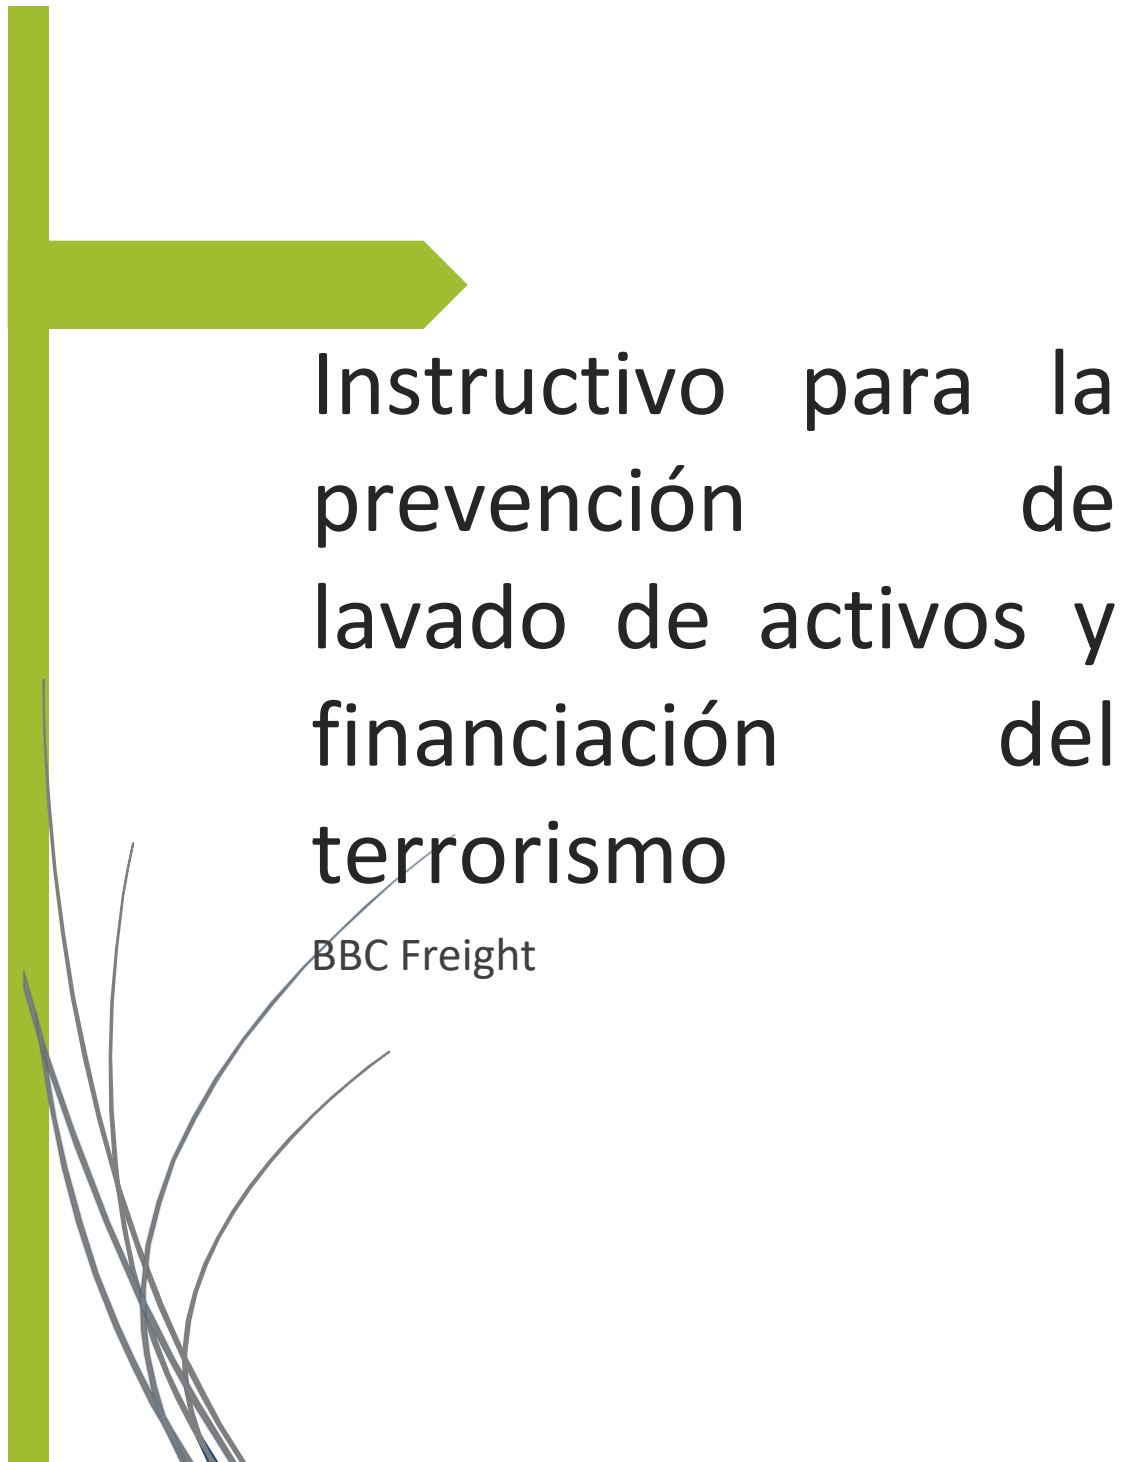 Instructivo para la
prevención de
lavado de activos y
financiación del
terrorismo
BBC Freight